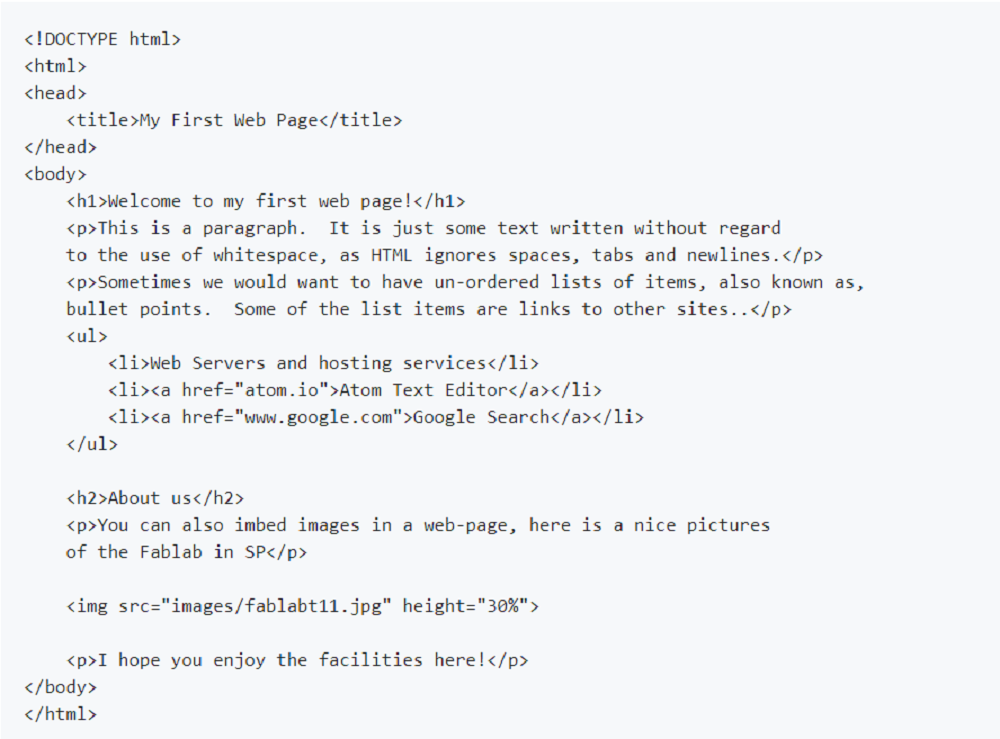 <!DOCTYPE html>
<html>
<head>
    <title>My First Web Page</title>
</head>
<body>
    <h1>Welcome to my first web page!</h1>
    <p>This is a paragraph.  It is just some text written without regard
    to the use of whitespace, as HTML ignores spaces, tabs and newlines.</p>
    <p>Sometimes we would want to have un-ordered lists of items, also known as,
    bullet points.  Some of the list items are links to other sites..</p>
    <ul>
        <li>Web Servers and hosting services</li>
        <li><a href="atom.io">Atom Text Editor</a></li>
        <li><a href="www.google.com">Google Search</a></li>
    </ul>

    <h2>About us</h2>
    <p>You can also imbed images in a web-page, here is a nice pictures
    of the Fablab in SP</p>

    <img src="images/fablabt11.jpg" height="30%">

    <p>I hope you enjoy the facilities here!</p>
</body>
</html>